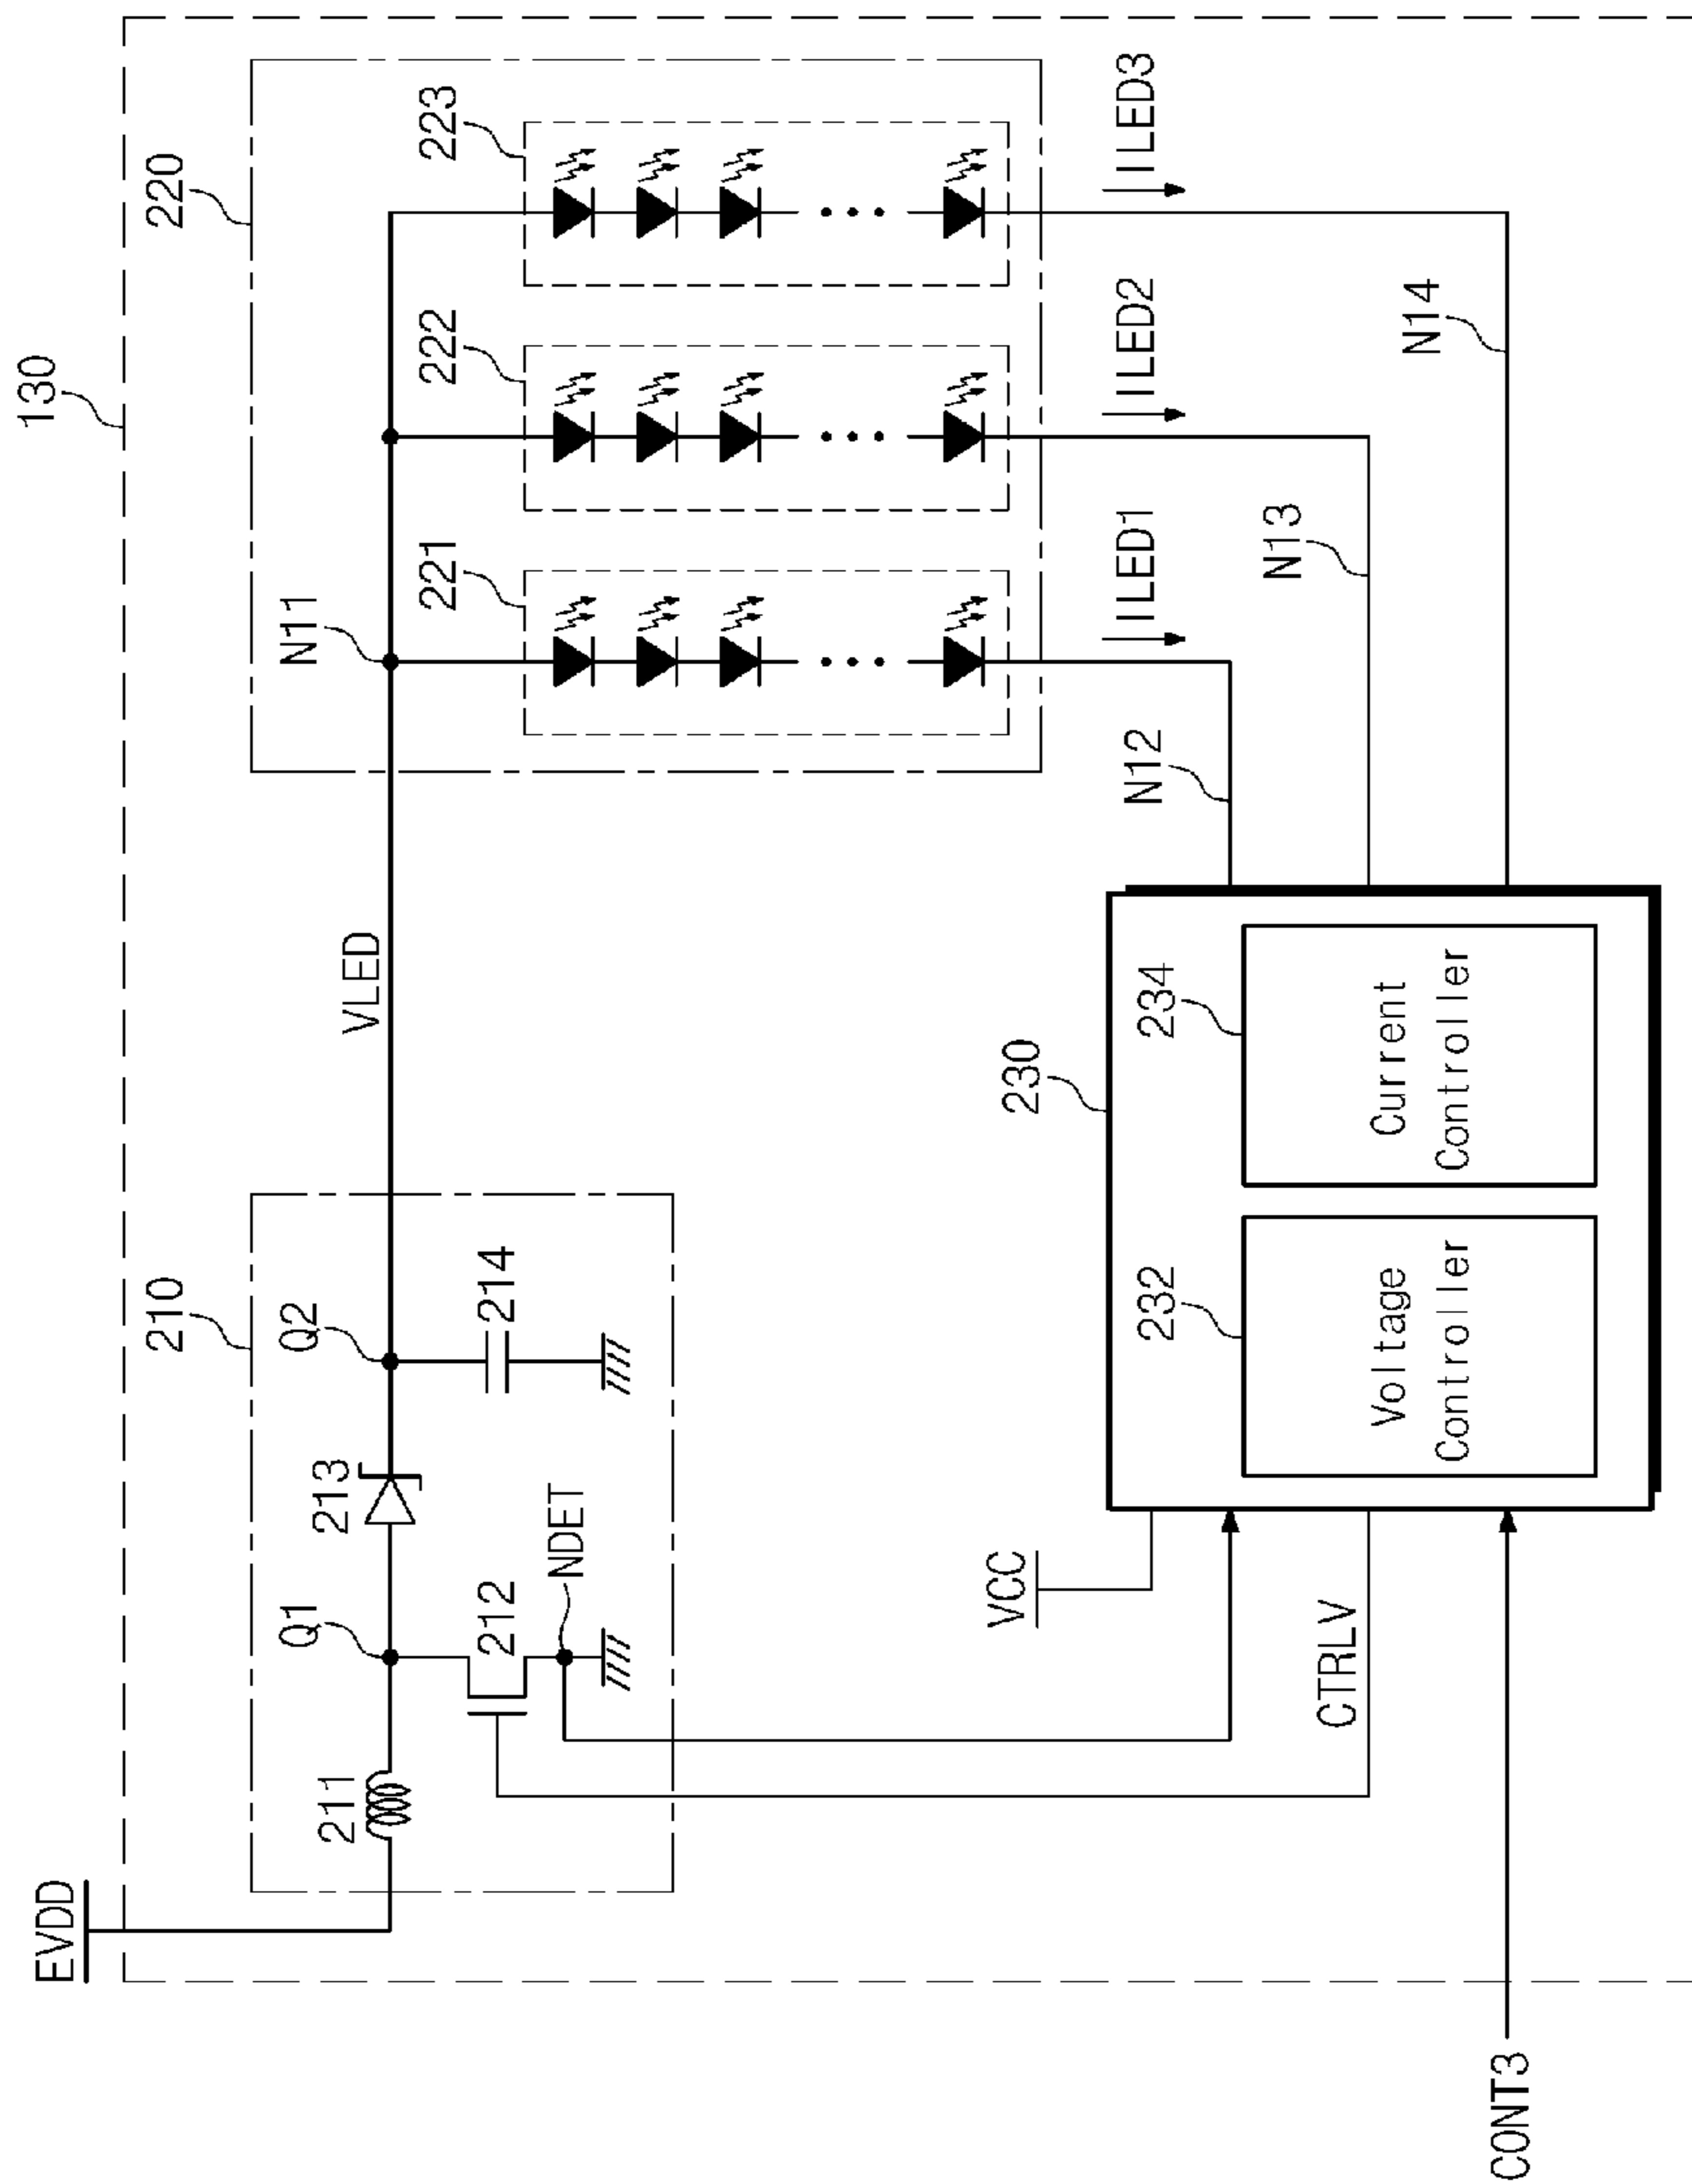 130
EVDD
210
220
Q1
Q2
N11
211
213
VLED
212
214
221
222
223
NDET
230
VCC
232
234
N12
ILED1
ILED2
ILED3
CTRLV
Voltage
Controller
Current
Controller
N13
N14
CONT3